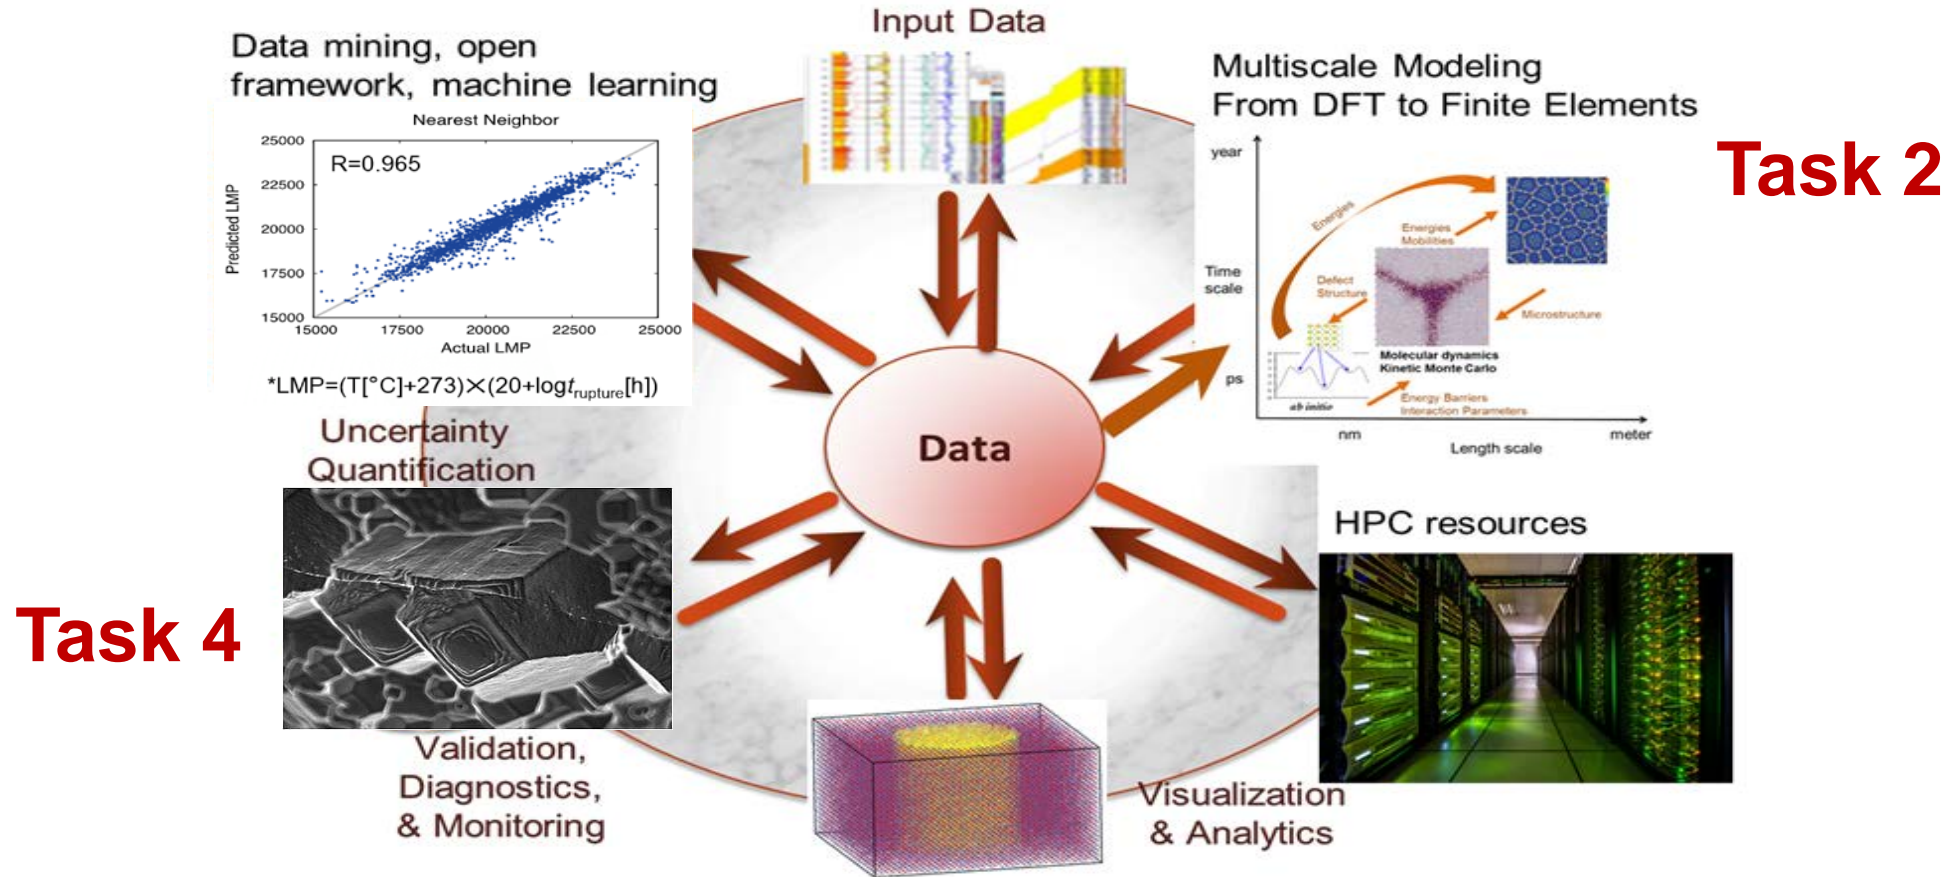 Input Data
Data mining, open
framework, machine learning
Nearest Neighbor
R=0.965
25000
22500
20000
17500
15000
Predicted LMP
15000 17500 20000 22500 25000
Actual LMP
*LMP=(T[°C]+273)×(20+logt_rupture[h])
Multiscale Modeling
From DFT to Finite Elements
Task 2
year
Time
scale
ps
Energies
Energies
Mobilities
Defect
Structure
Microstructure
Molecular dynamics
Kinetic Monte Carlo
ab initio
Energy Barriers
Interaction Parameters
nm
meter
Length scale
Data
Uncertainty
Quantification
HPC resources
Task 4
Validation,
Diagnostics,
& Monitoring
Visualization
& Analytics